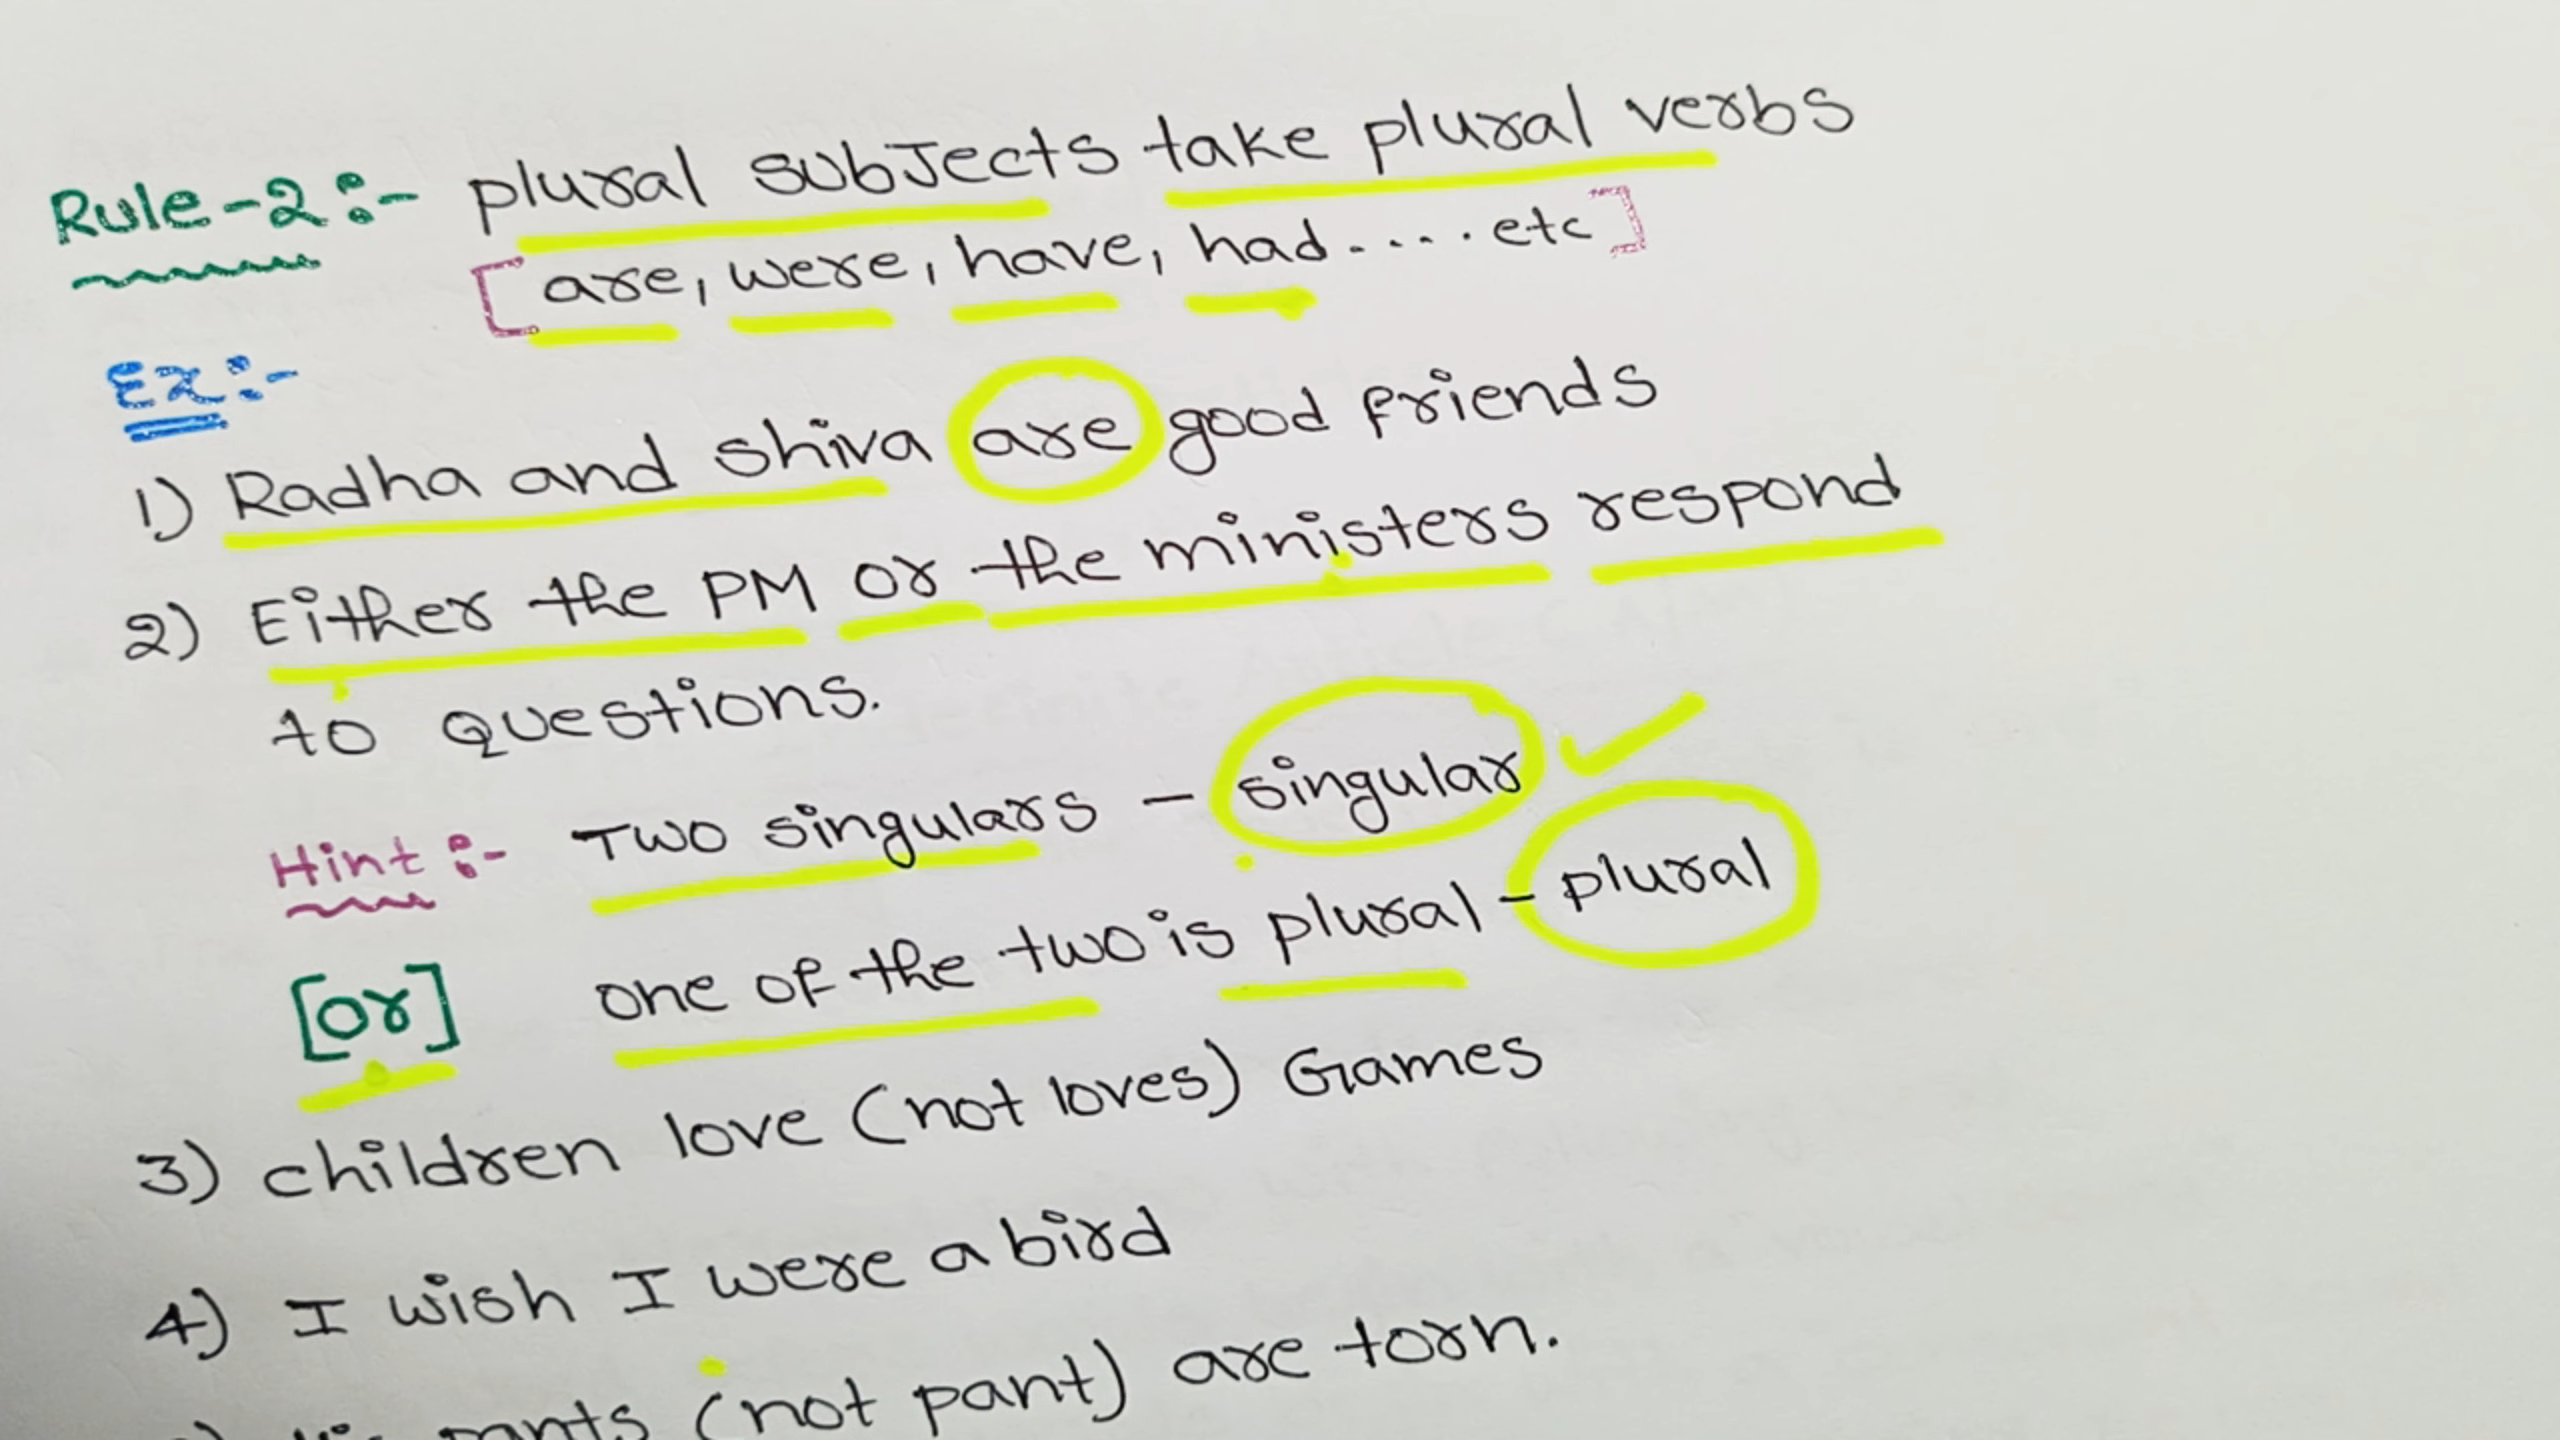 Rule-2:- plural subjects take plural verbs
[are, were, have, had.....etc]
Ex:-
1) Radha and shiva are good friends
2) Either the PM or the ministers respond
to questions.
Hint:- Two singulars - singular
[or] one of the two is plural - plural
3) children love (not loves) Games
4) I wish I were a bird
pants (not pant) are torn.